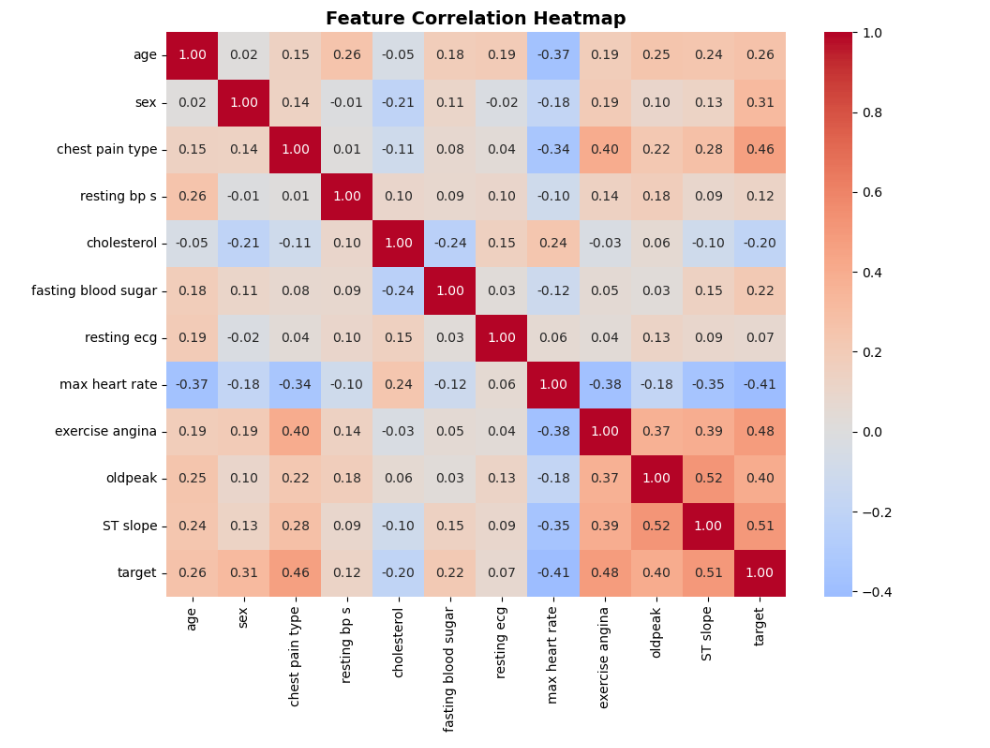 Feature Correlation Heatmap
age 1.00 0.02 0.15 0.26 -0.05 0.18 0.19 -0.37 0.19 0.25 0.24 0.26
sex 0.02 1.00 0.14 -0.01 -0.21 0.11 -0.02 -0.18 0.19 0.10 0.13 0.31
chest pain type 0.15 0.14 1.00 0.01 -0.11 0.08 0.04 -0.34 0.40 0.22 0.28 0.46
resting bp s 0.26 -0.01 0.01 1.00 0.10 0.09 0.10 -0.10 0.14 0.18 0.09 0.12
cholesterol -0.05 -0.21 -0.11 0.10 1.00 -0.24 0.15 0.24 -0.03 0.06 -0.10 -0.20
fasting blood sugar 0.18 0.11 0.08 0.09 -0.24 1.00 0.03 -0.12 0.05 0.03 0.15 0.22
resting ecg 0.19 -0.02 0.04 0.10 0.15 0.03 1.00 0.06 0.04 0.13 0.09 0.07
max heart rate -0.37 -0.18 -0.34 -0.10 0.24 -0.12 0.06 1.00 -0.38 -0.18 -0.35 -0.41
exercise angina 0.19 0.19 0.40 0.14 -0.03 0.05 0.04 -0.38 1.00 0.37 0.39 0.48
oldpeak 0.25 0.10 0.22 0.18 0.06 0.03 0.13 -0.18 0.37 1.00 0.52 0.40
ST slope 0.24 0.13 0.28 0.09 -0.10 0.15 0.09 -0.35 0.39 0.52 1.00 0.51
target 0.26 0.31 0.46 0.12 -0.20 0.22 0.07 -0.41 0.48 0.40 0.51 1.00
age
sex
chest pain type
resting bp s
cholesterol
fasting blood sugar
resting ecg
max heart rate
exercise angina
oldpeak
ST slope
target
1.0
0.8
0.6
0.4
0.2
0.0
−0.2
−0.4